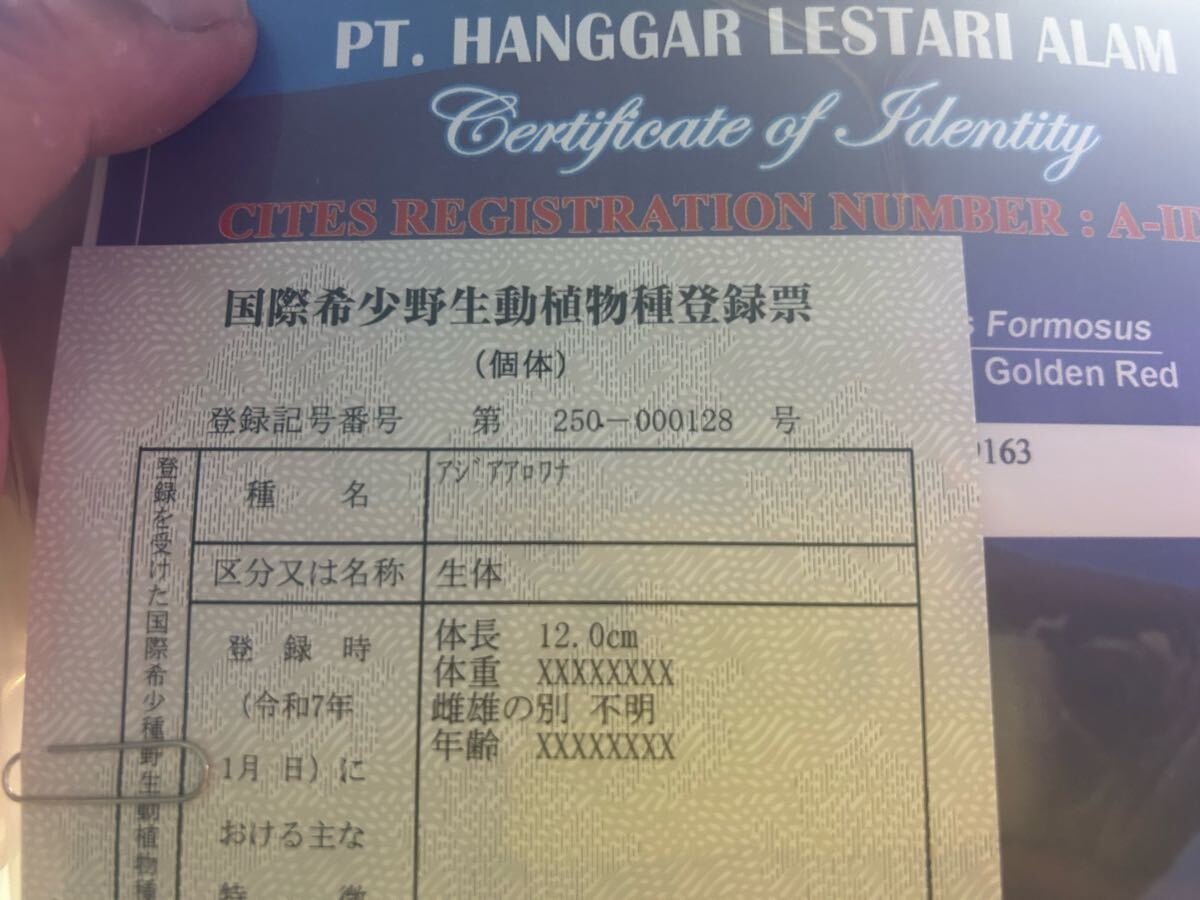 PT. HANGGAR LESTARI ALAM
Certificate of Identity
CITES REGISTRATION NUMBER :
Formosus
Golden Red
163
国際希少野生動植物種登録票
(個体)
登録記号番号 第 250-000128 号
種 名
ｱｼﾞｱｱﾛﾜﾅ
区分又は名称
生体
登録時
(令和7年
1月 日)に
おける主な
特 徴
体長 12.0cm
体重 XXXXXXXX
雌雄の別 不明
年齢 XXXXXXXX
登録を受けた国際希少種野生動植物種